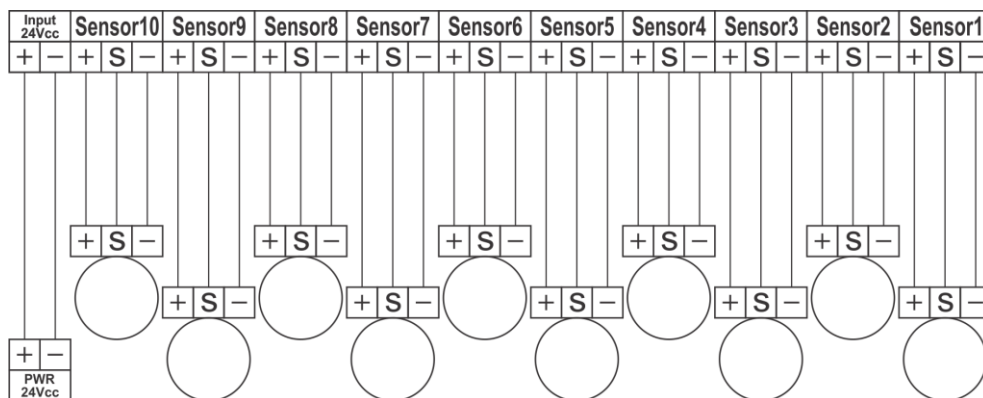 Input 24Vcc Sensor10 Sensor9 Sensor8 Sensor7 Sensor6 Sensor5 Sensor4 Sensor3 Sensor2 Sensor1
+ − + S − + S − + S − + S − + S − + S − + S − + S − + S − + S −
+ S − + S − + S − + S − + S −
+ S − + S − + S − + S − + S −
+ −
PWR
24Vcc